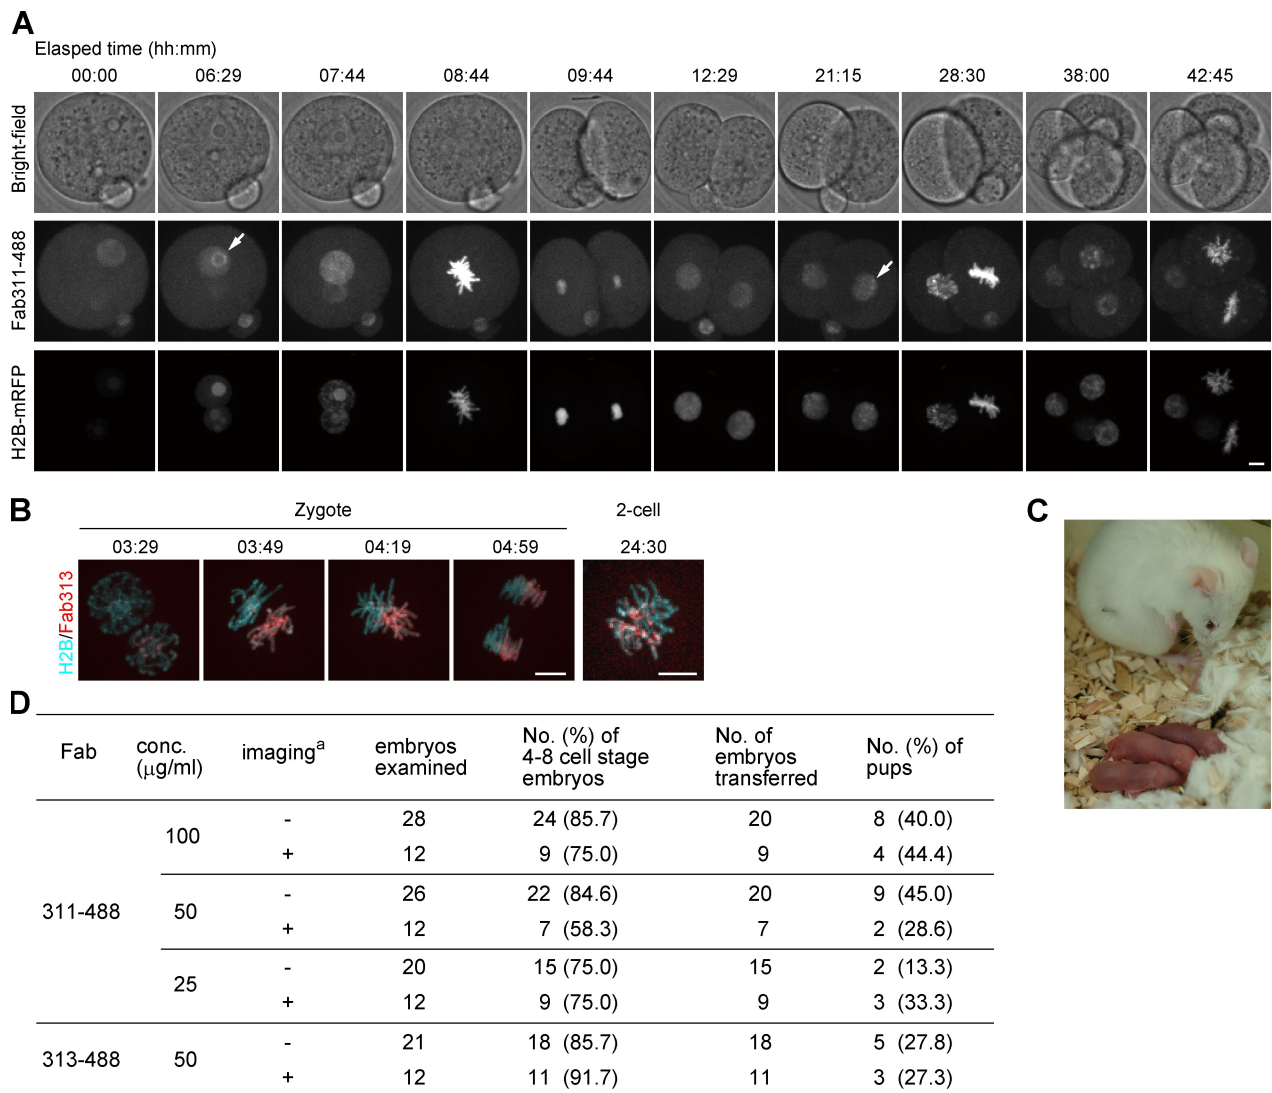 A
Elasped time (hh:mm)
00:00 06:29 07:44 08:44 09:44 12:29 21:15 28:30 38:00 42:45
Bright-field
Fab311-488
H2B-mRFP
B
Zygote 2-cell
03:29 03:49 04:19 04:59 24:30
H2B/Fab313
C
D
Fab conc. (μg/ml) imagingᵃ embryos examined No. (%) of 4-8 cell stage embryos No. of embryos transferred No. (%) of pups
311-488
100
- 28 24 (85.7) 20 8 (40.0)
+ 12 9 (75.0) 9 4 (44.4)
50
- 26 22 (84.6) 20 9 (45.0)
+ 12 7 (58.3) 7 2 (28.6)
25
- 20 15 (75.0) 15 2 (13.3)
+ 12 9 (75.0) 9 3 (33.3)
313-488
50
- 21 18 (85.7) 18 5 (27.8)
+ 12 11 (91.7) 11 3 (27.3)